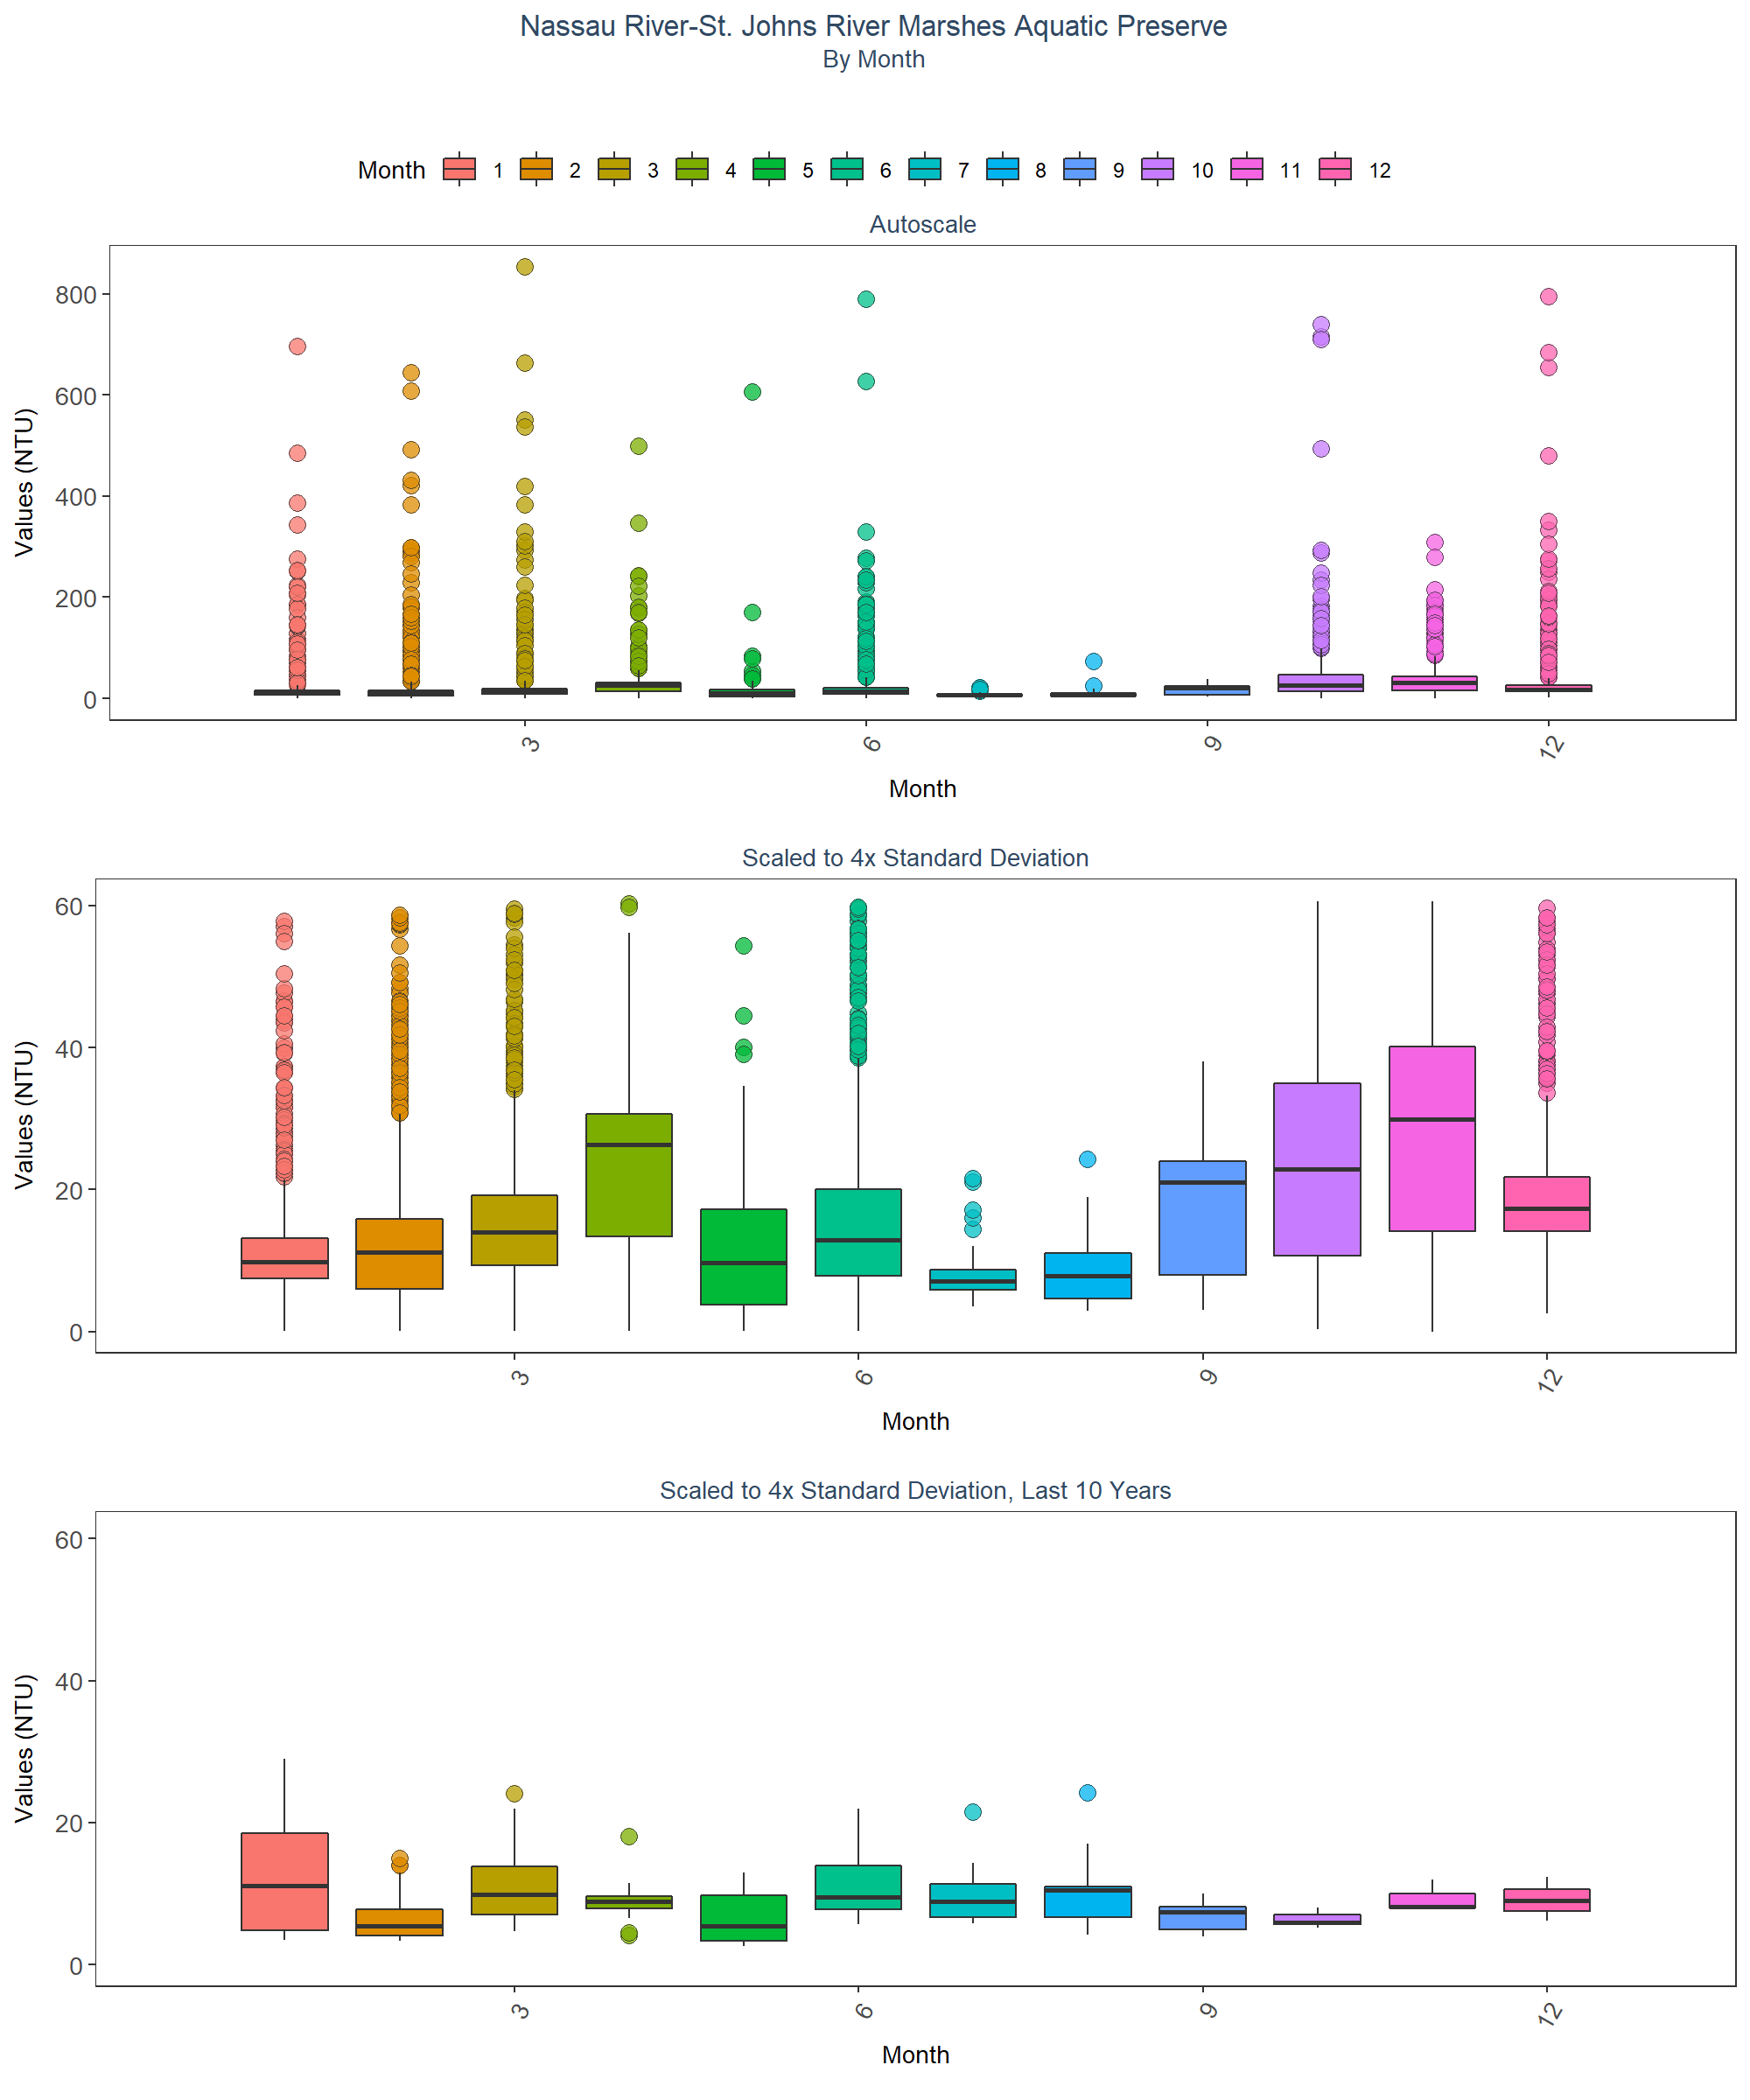 Nassau River-St. Johns River Marshes Aquatic Preserve
By Month
Month 1 2 3 4 5 6 7 8 9 10 11 12
Autoscale
Values (NTU)
800
600
400
200
0
3 6 9 12
Month
Scaled to 4x Standard Deviation
Values (NTU)
60
40
20
0
3 6 9 12
Month
Scaled to 4x Standard Deviation, Last 10 Years
Values (NTU)
60
40
20
0
3 6 9 12
Month